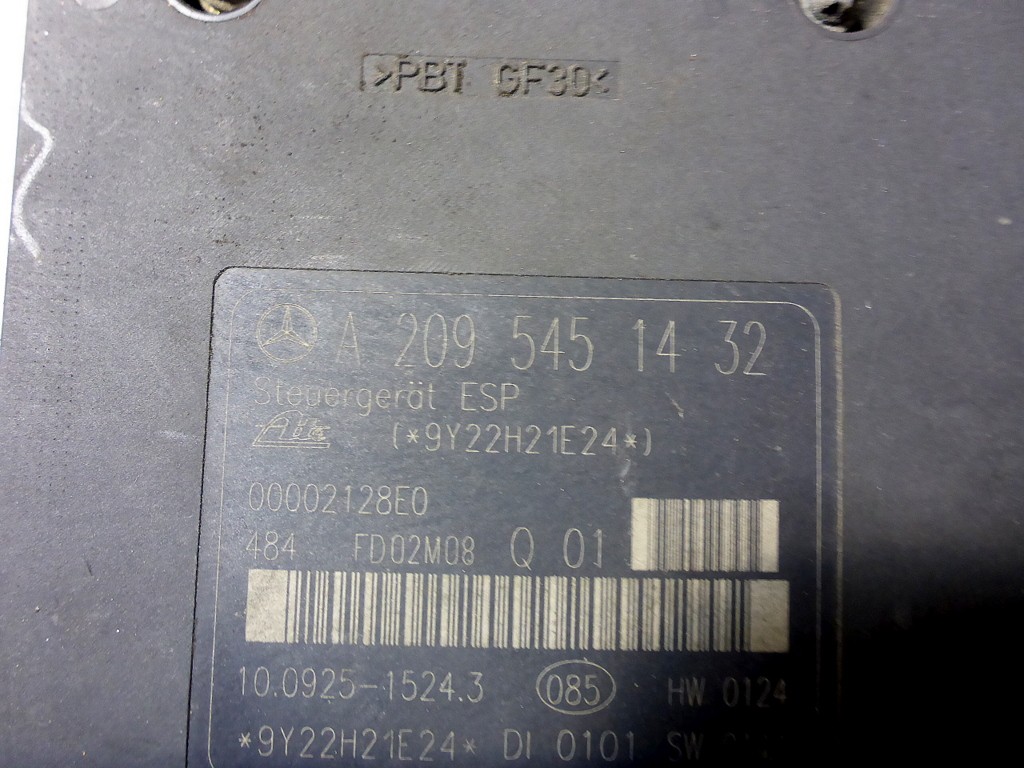 >PBT GF30<
A 209 545 14 32
Steuergerät ESP
Ate (*9Y22H21E24*)
00002128E0
484 FD02M08 Q 01
10.0925-1524.3 085 HW 0124
*9Y22H21E24* DI 0101 SW